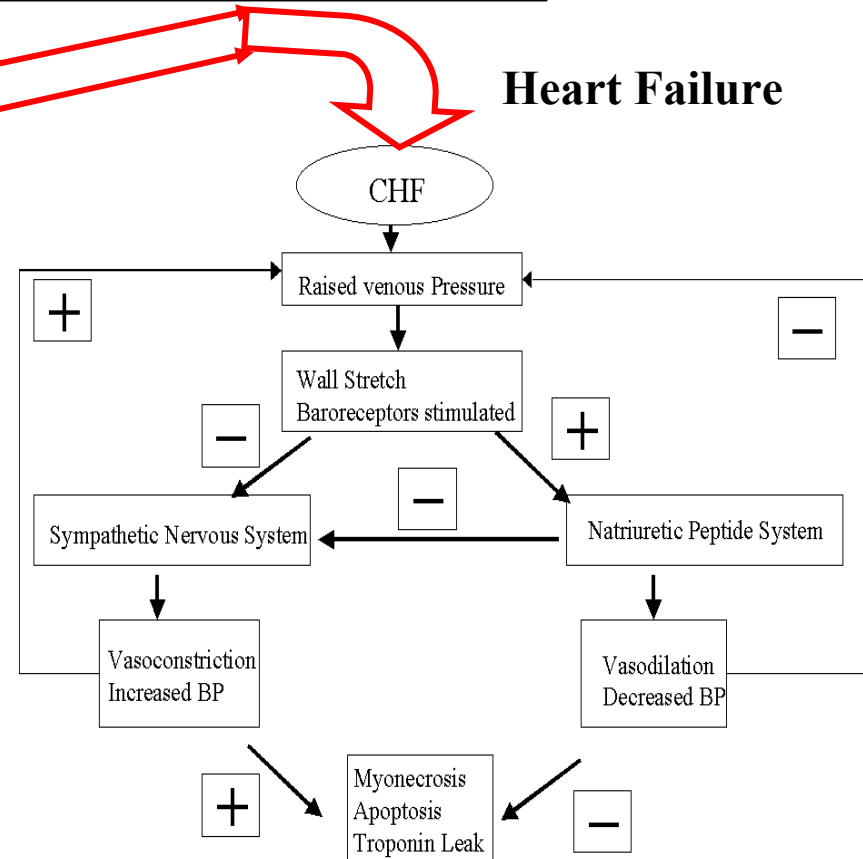 Heart Failure
CHF
Raised venous Pressure
+
−
Wall Stretch
Baroreceptors stimulated
−
+
−
Sympathetic Nervous System
Natriuretic Peptide System
Vasoconstriction
Increased BP
Vasodilation
Decreased BP
Myonecrosis
Apoptosis
Troponin Leak
+
−